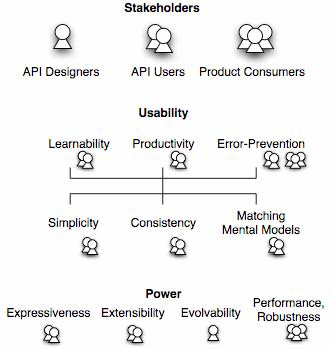 Stakeholders
API Designers
API Users
Product Consumers
Usability
Learnability
Productivity
Error-Prevention
Simplicity
Consistency
Matching
Mental Models
Power
Expressiveness
Extensibility
Evolvability
Performance,
Robustness